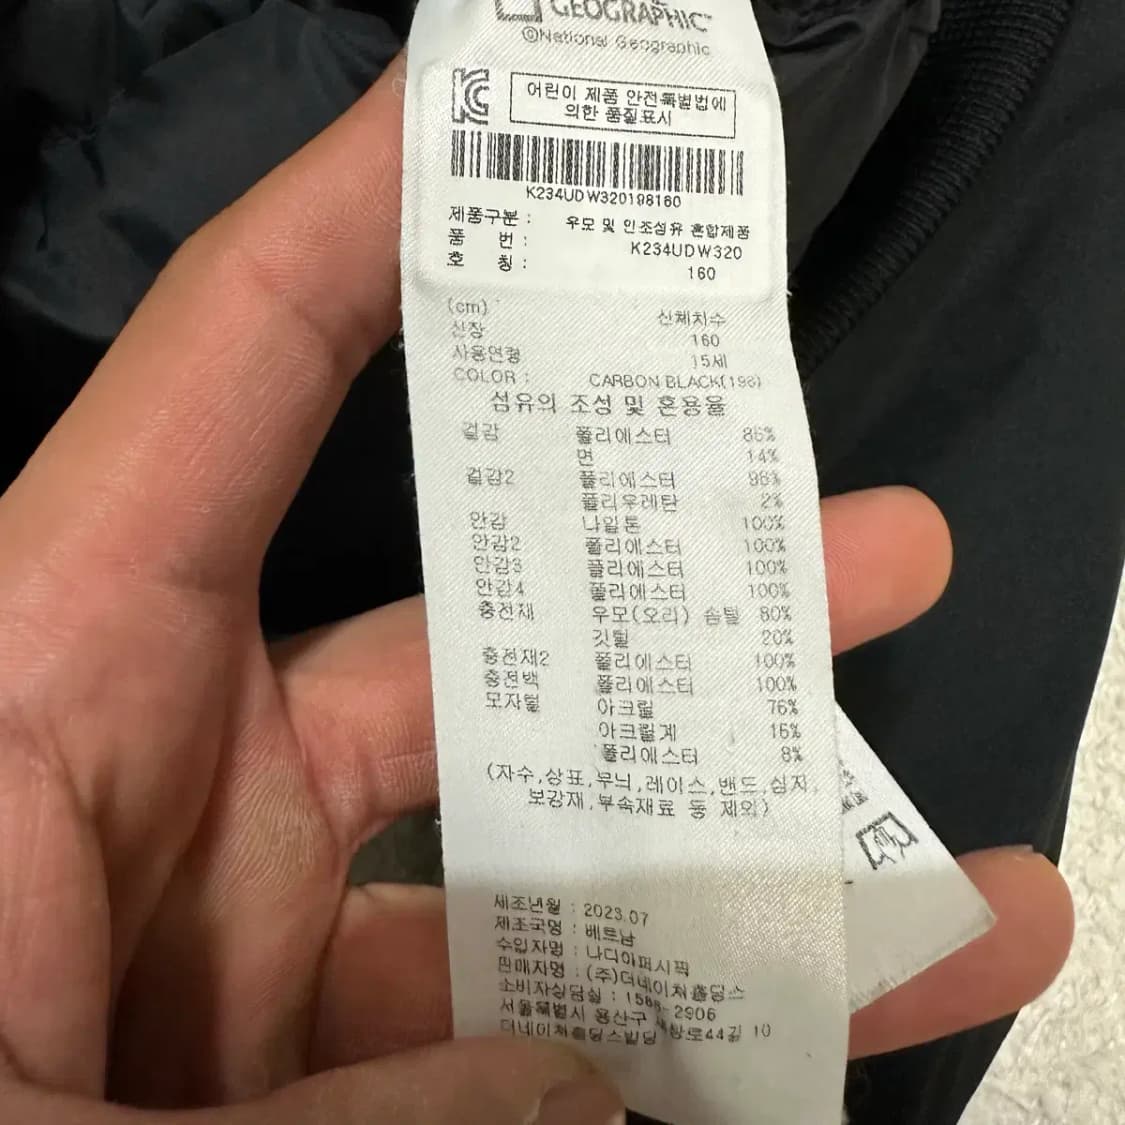 GEOGRAPHIC
©National Geographic
KC
어린이 제품 안전특별법에
의한 품질표시
K234UDW320198160
제품구분 : 우모 및 인조섬유 혼합제품
품 번 : K234UDW320
호 칭 : 160
(cm) 신체치수
신장 160
사용연령 15세
COLOR : CARBON BLACK(198)
섬유의 조성 및 혼용율
겉감 폴리에스터 86%
면 14%
겉감2 폴리에스터 98%
폴리우레탄 2%
안감 나일론 100%
안감2 폴리에스터 100%
안감3 폴리에스터 100%
안감4 폴리에스터 100%
충전재 우모(오리) 솜털 80%
깃털 20%
충전재2 폴리에스터 100%
충전백 폴리에스터 100%
모자털 아크릴 76%
아크릴계 16%
폴리에스터 8%
(자수,상표,무늬,레이스,밴드,심지,
보강재,부속재료 등 제외)
제조년월 : 2023.07
제조국명 : 베트남
수입자명 : 나디아퍼시픽
판매자명 : (주)더네이쳐홀딩스
소비자상담실 : 1588-2906
서울특별시 용산구 10
더네이쳐홀딩스빌딩